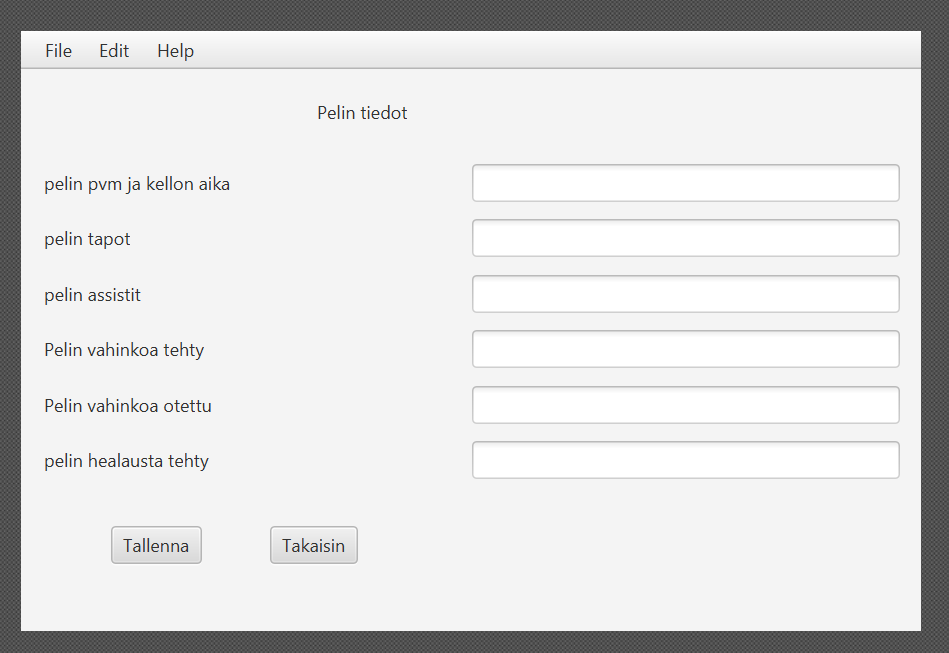 File Edit Help
Pelin tiedot
pelin pvm ja kellon aika
pelin tapot
pelin assistit
Pelin vahinkoa tehty
Pelin vahinkoa otettu
pelin healausta tehty
Tallenna Takaisin